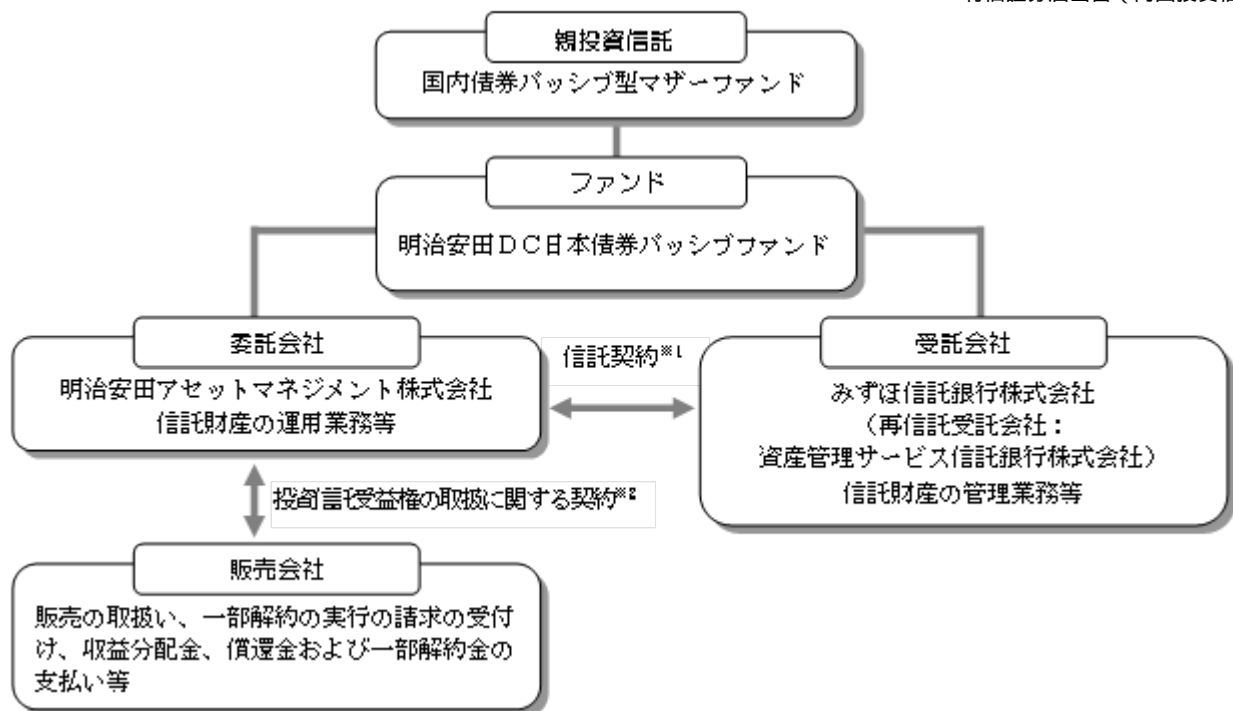 親投資信託
国内債券パッシブ型マザーファンド
ファンド
明治安田DC日本債券パッシブファンド
委託会社
明治安田アセットマネジメント株式会社
信託財産の運用業務等
信託契約※1
受託会社
みずほ信託銀行株式会社
(再信託受託会社:
資産管理サービス信託銀行株式会社)
信託財産の管理業務等
投資信託受益権の取扱に関する契約※2
販売会社
販売の取扱い、一部解約の実行の請求の受付
け、収益分配金、償還金および一部解約金の
支払い等